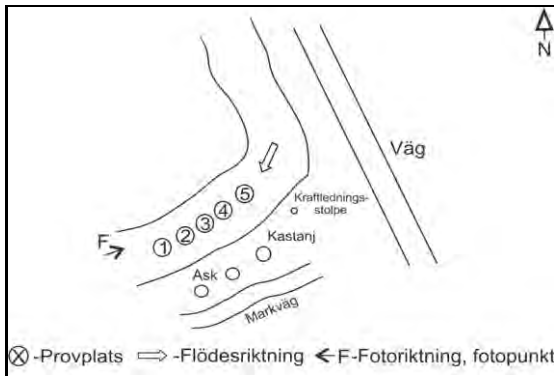 N
Väg
Kraftlednings-
stolpe
5
4
3
2
1
F
Kastanj
Ask
Markväg
X -Provplats -Flödesriktning F-Fotoriktning, fotopunkt